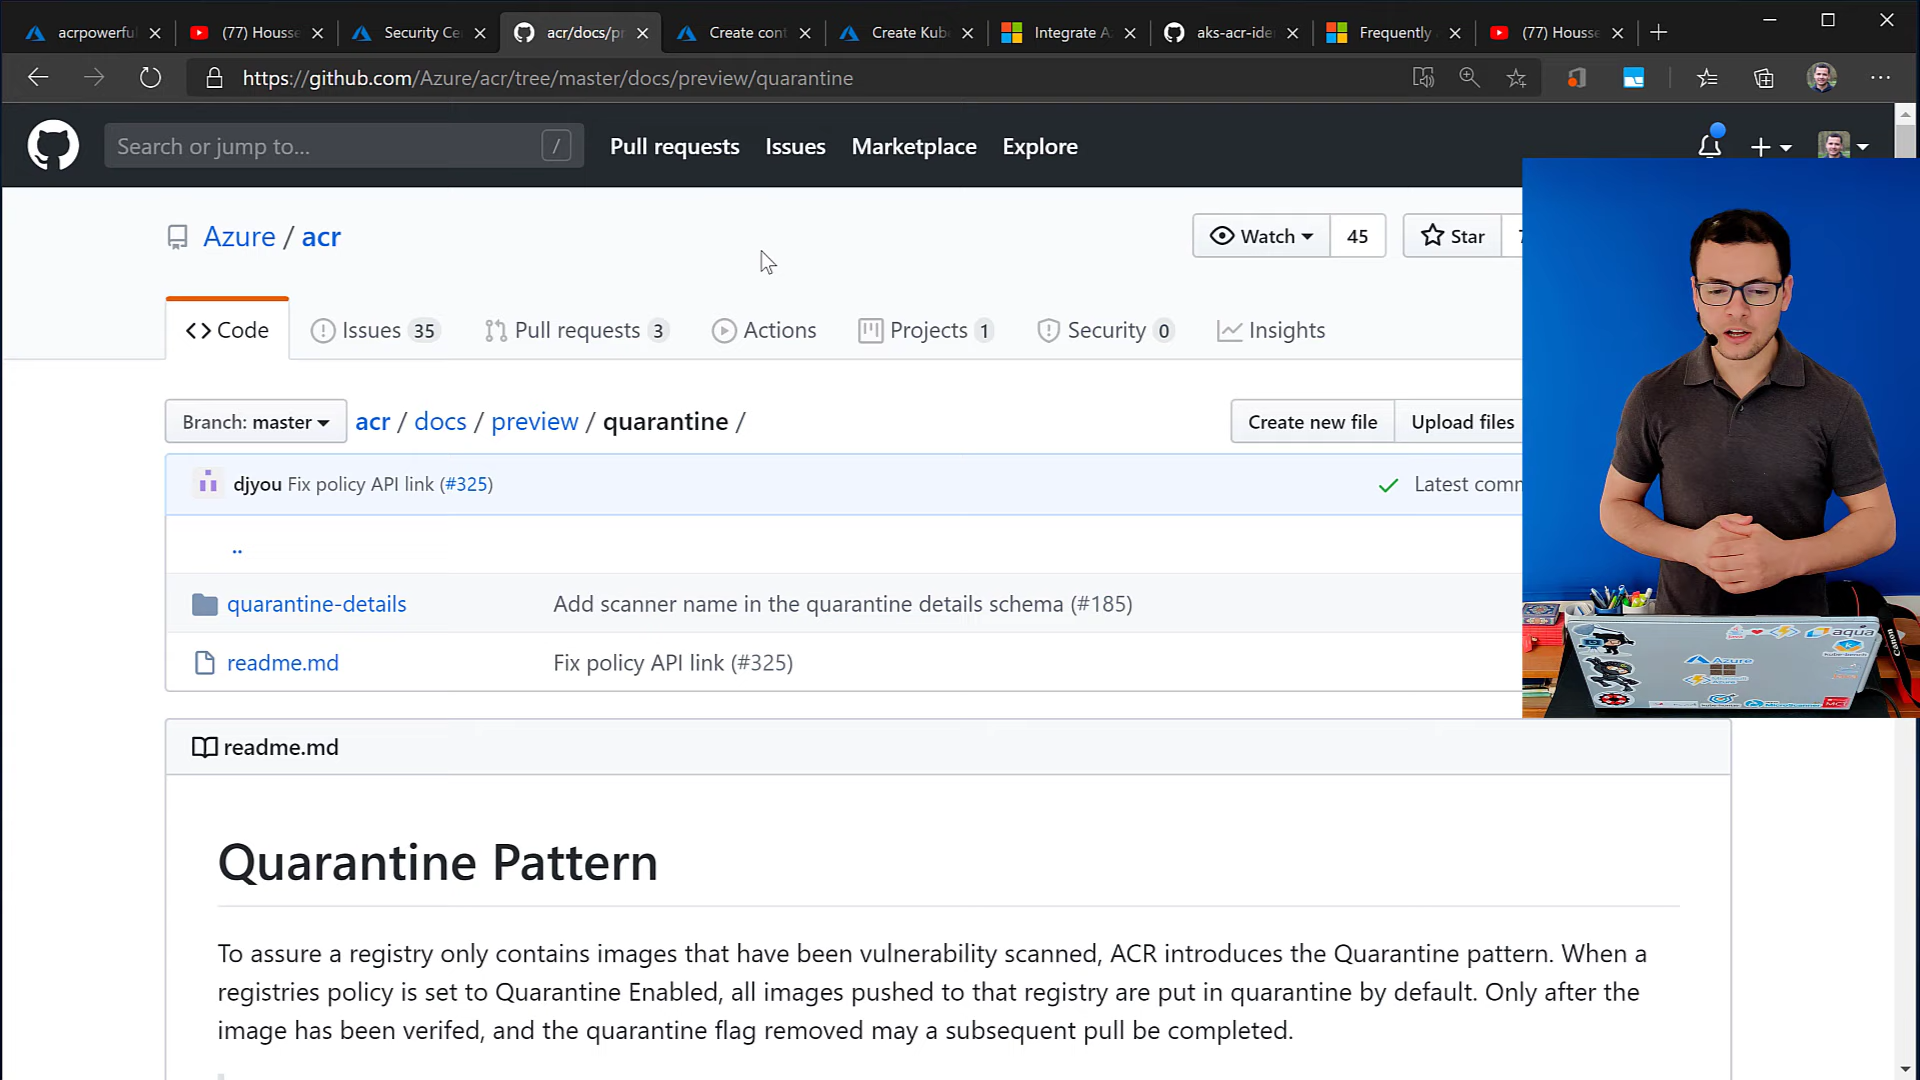 acrpowerful
(77) Housse
Security Ce
acr/docs/pr
Create cont
Create Kub
Integrate A
aks-acr-ide
Frequently
(77) Housse
https://github.com/Azure/acr/tree/master/docs/preview/quarantine
Search or jump to...
/
Pull requests
Issues
Marketplace
Explore
Azure / acr
Watch
45
Star
Code
Issues 35
Pull requests 3
Actions
Projects 1
Security 0
Insights
Branch: master
acr / docs / preview / quarantine /
Create new file
Upload files
djyou Fix policy API link (#325)
Latest comm
..
quarantine-details
Add scanner name in the quarantine details schema (#185)
readme.md
Fix policy API link (#325)
aqua
Azure
Canon
readme.md
Quarantine Pattern
To assure a registry only contains images that have been vulnerability scanned, ACR introduces the Quarantine pattern. When a
registries policy is set to Quarantine Enabled, all images pushed to that registry are put in quarantine by default. Only after the
image has been verifed, and the quarantine flag removed may a subsequent pull be completed.